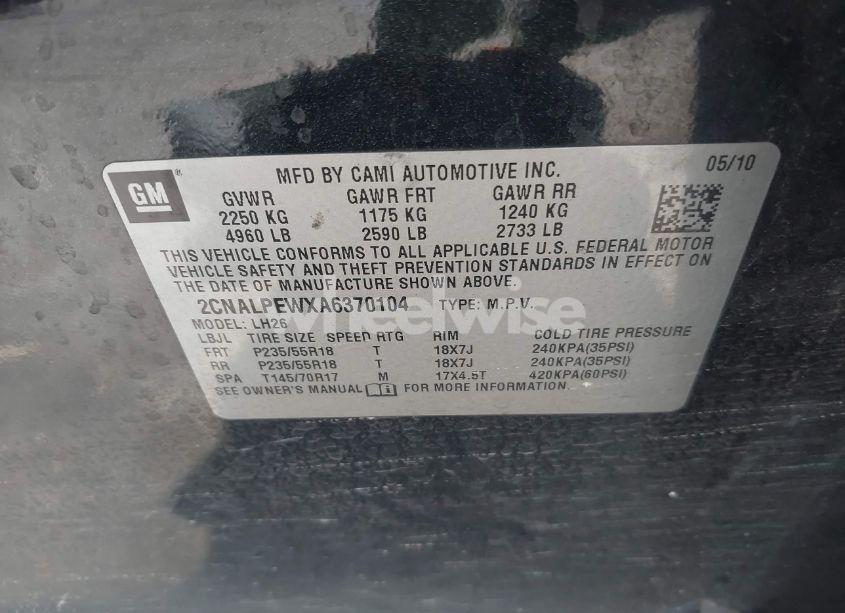 GM ®
MFD BY CAMI AUTOMOTIVE INC. 05/10
GVWR GAWR FRT GAWR RR
2250 KG 1175 KG 1240 KG
4960 LB 2590 LB 2733 LB
THIS VEHICLE CONFORMS TO ALL APPLICABLE U.S. FEDERAL MOTOR
VEHICLE SAFETY AND THEFT PREVENTION STANDARDS IN EFFECT ON
THE DATE OF MANUFACTURE SHOWN ABOVE.
2CNALPEWXA6370104 TYPE: M.P.V.
wheelwise
MODEL: LH26
LBJL TIRE SIZE SPEED RTG RIM COLD TIRE PRESSURE
FRT P235/55R18 T 18X7J 240KPA(35PSI)
RR P235/55R18 T 18X7J 240KPA(35PSI)
SPA T145/70R17 M 17X4.5T 420KPA(60PSI)
SEE OWNER'S MANUAL FOR MORE INFORMATION.